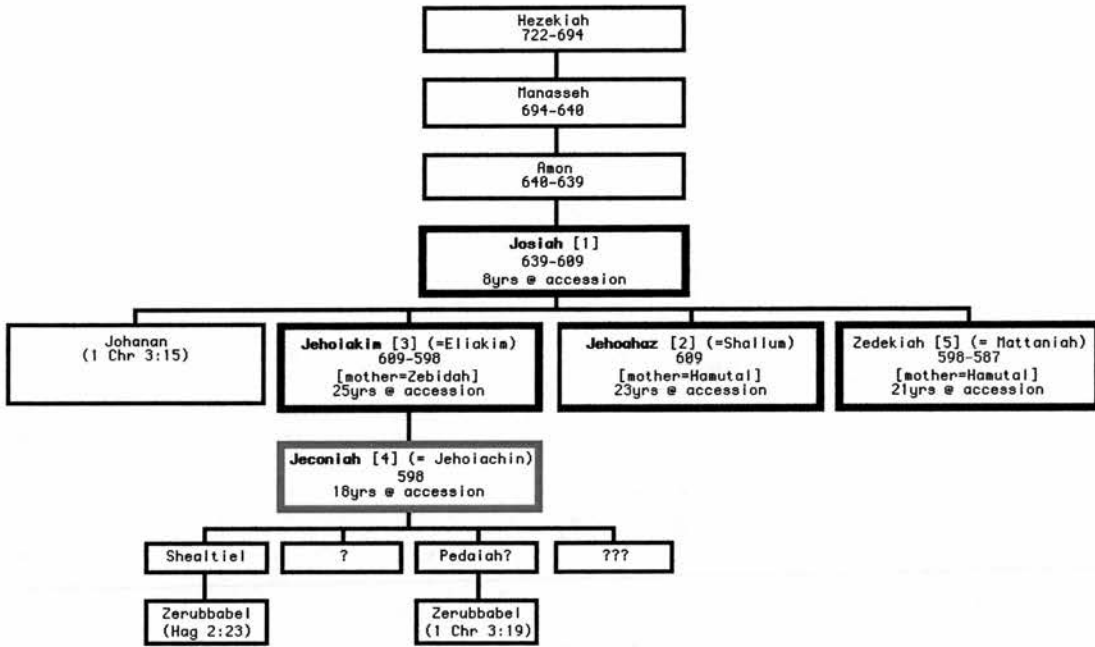 Hezekiah
722-694
Manasseh
694-640
Amon
640-639
Josiah [1]
639-609
8yrs @ accession
Johanan
(1 Chr 3:15)
Jehoiakim [3] (=Eliakim)
609-598
[mother=Zebidah]
25yrs @ accession
Jehoahaz [2] (=Shallum)
609
[mother=Hamutal]
23yrs @ accession
Zedekiah [5] (= Mattaniah)
598-587
[mother=Hamutal]
21yrs @ accession
Jeconiah [4] (= Jehoiachin)
598
18yrs @ accession
Shealtiel
?
Pedaiah?
???
Zerubbabel
(Hag 2:23)
Zerubbabel
(1 Chr 3:19)